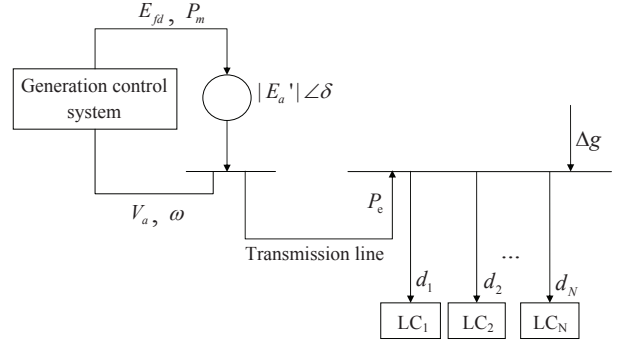 E_fd, P_m
Generation control
system
|E_a'|∠δ
Δg
V_a, ω
P_e
Transmission line
d_1
d_2
...
d_N
LC_1
LC_2
LC_N